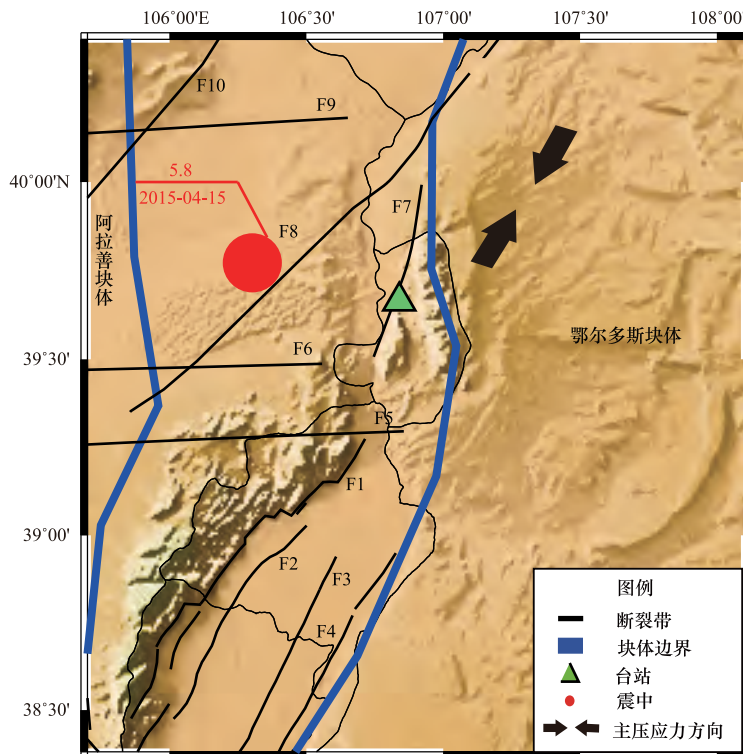 106˚00'E
106˚30'
107˚00'
107˚30'
108˚00'
F10
F9
40˚00'N
5.8
2015-04-15
F7
F8
阿拉善块体
鄂尔多斯块体
F6
39˚30'
F5
F1
39˚00'
F2
F3
F4
38˚30'
图例
断裂带
块体边界
台站
震中
主压应力方向